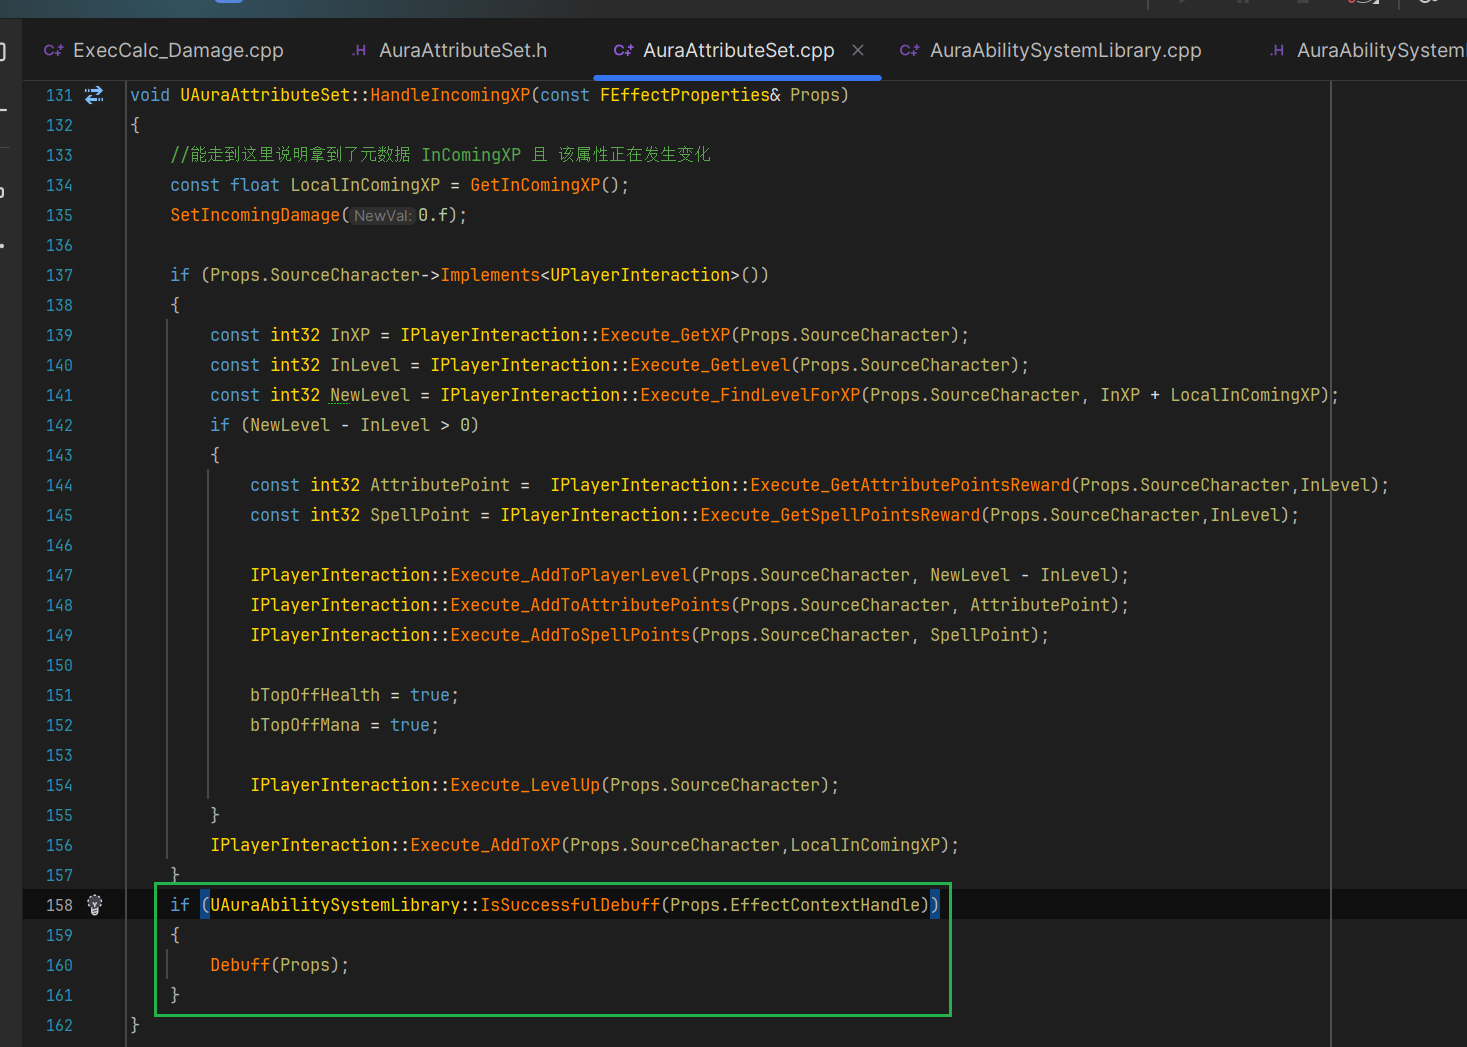 ExecCalc_Damage.cpp
.H AuraAttributeSet.h
AuraAttributeSet.cpp
AuraAbilitySystemLibrary.cpp
.H AuraAbilitySystem
131 void UAuraAttributeSet::HandleIncomingXP(const FEffectProperties& Props)
132 {
133 //能走到这里说明拿到了元数据 InComingXP 且 该属性正在发生变化
134 const float LocalInComingXP = GetInComingXP();
135 SetIncomingDamage(NewVal:0.f);
136
137 if (Props.SourceCharacter->Implements<UPlayerInteraction>())
138 {
139 const int32 InXP = IPlayerInteraction::Execute_GetXP(Props.SourceCharacter);
140 const int32 InLevel = IPlayerInteraction::Execute_GetLevel(Props.SourceCharacter);
141 const int32 NewLevel = IPlayerInteraction::Execute_FindLevelForXP(Props.SourceCharacter, InXP + LocalInComingXP);
142 if (NewLevel - InLevel > 0)
143 {
144 const int32 AttributePoint =  IPlayerInteraction::Execute_GetAttributePointsReward(Props.SourceCharacter,InLevel);
145 const int32 SpellPoint = IPlayerInteraction::Execute_GetSpellPointsReward(Props.SourceCharacter,InLevel);
146
147 IPlayerInteraction::Execute_AddToPlayerLevel(Props.SourceCharacter, NewLevel - InLevel);
148 IPlayerInteraction::Execute_AddToAttributePoints(Props.SourceCharacter, AttributePoint);
149 IPlayerInteraction::Execute_AddToSpellPoints(Props.SourceCharacter, SpellPoint);
150
151 bTopOffHealth = true;
152 bTopOffMana = true;
153
154 IPlayerInteraction::Execute_LevelUp(Props.SourceCharacter);
155 }
156 IPlayerInteraction::Execute_AddToXP(Props.SourceCharacter,LocalInComingXP);
157 }
158 if (UAuraAbilitySystemLibrary::IsSuccessfulDebuff(Props.EffectContextHandle))
159 {
160 Debuff(Props);
161 }
162 }